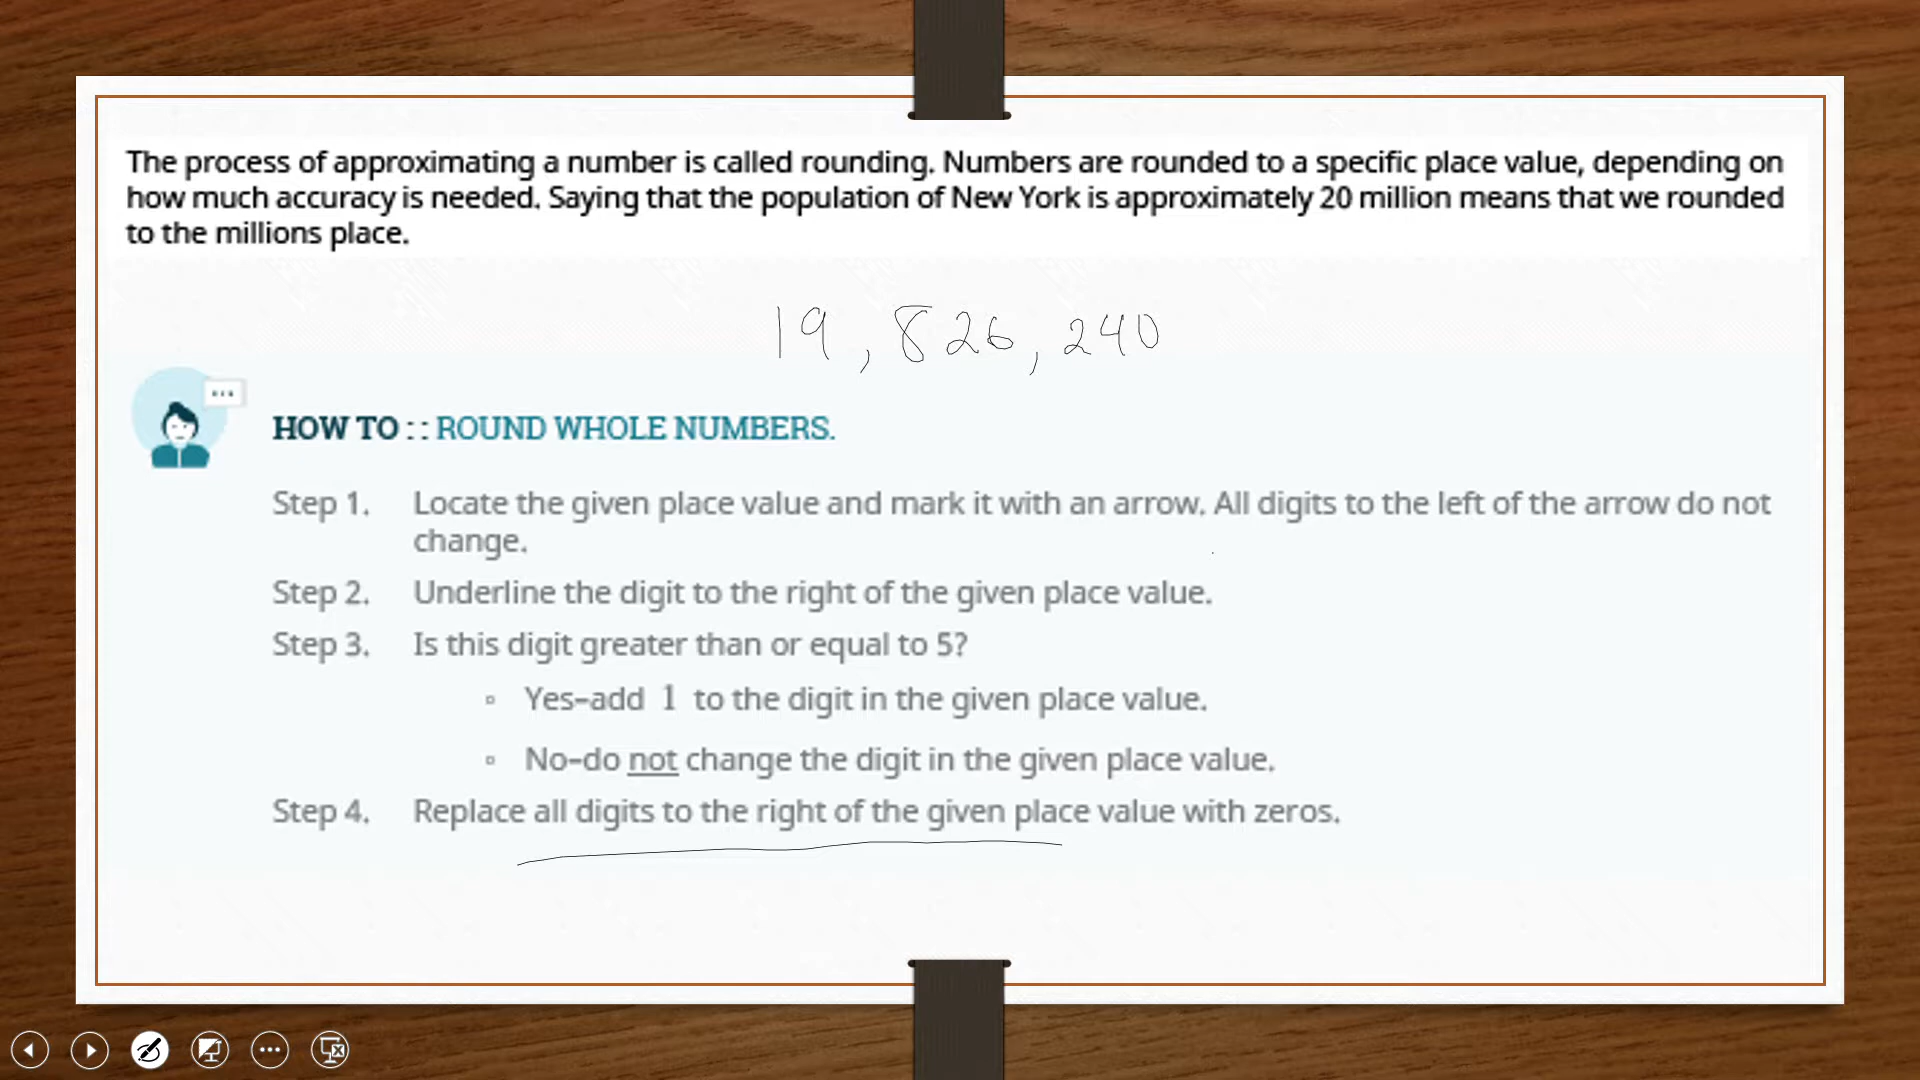 The process of approximating a number is called rounding. Numbers are rounded to a specific place value, depending on
how much accuracy is needed. Saying that the population of New York is approximately 20 million means that we rounded
to the millions place.
19,826,240
HOW TO :: ROUND WHOLE NUMBERS.
Step 1. Locate the given place value and mark it with an arrow. All digits to the left of the arrow do not
change.
Step 2. Underline the digit to the right of the given place value.
Step 3. Is this digit greater than or equal to 5?
▫ Yes–add 1 to the digit in the given place value.
▫ No–do not change the digit in the given place value.
Step 4. Replace all digits to the right of the given place value with zeros.